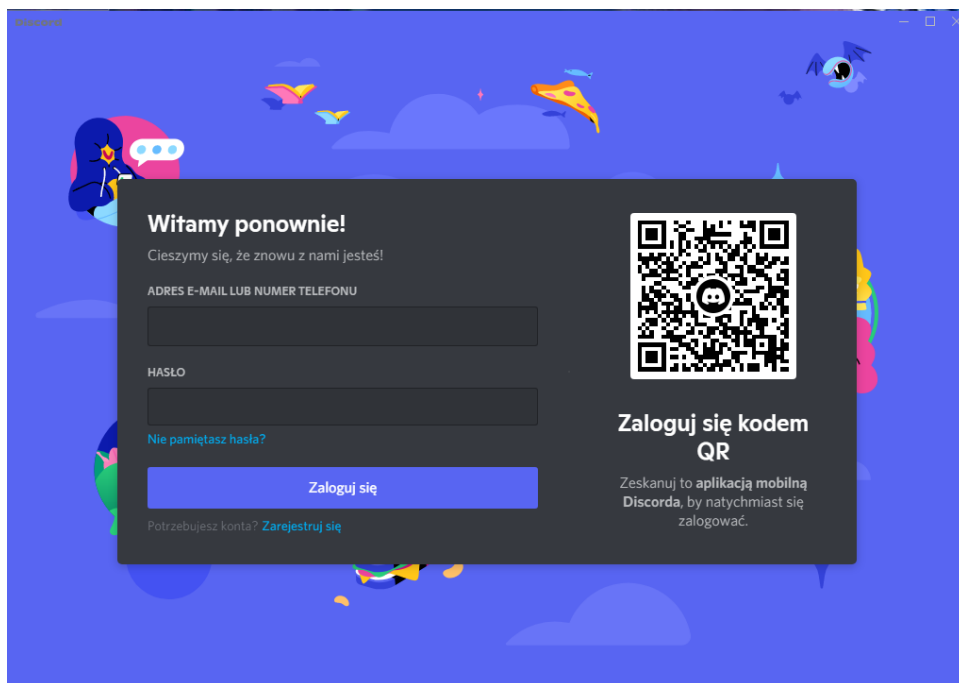 Discord
Witamy ponownie!
Cieszymy się, że znowu z nami jesteś!
ADRES E-MAIL LUB NUMER TELEFONU
HASŁO
Nie pamiętasz hasła?
Zaloguj się
Potrzebujesz konta? Zarejestruj się
Zaloguj się kodem
QR
Zeskanuj to aplikacją mobilną
Discorda, by natychmiast się
zalogować.